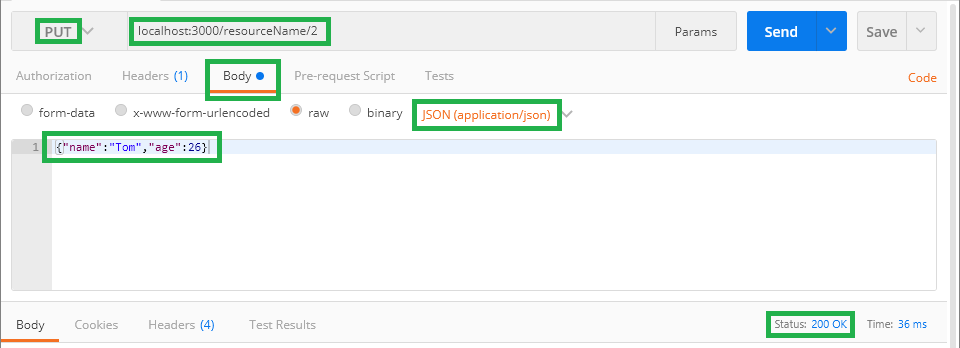 PUT localhost:3000/resourceName/2 Params Send Save
Authorization Headers (1) Body Pre-request Script Tests Code
form-data x-www-form-urlencoded raw binary JSON (application/json)
1 {"name":"Tom","age":26}
Body Cookies Headers (4) Test Results Status: 200 OK Time: 36 ms